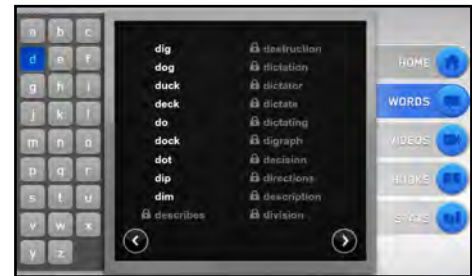 a b c
d e f
g h i
j k l
m n o
p q r
s t u
v w x
y z
dig
dog
duck
deck
do
dock
dot
dip
dim
describes
destruction
dictation
dictator
dictate
dictating
digraph
decision
directions
description
division
HOME
WORDS
VIDEOS
BOOKS
STATS